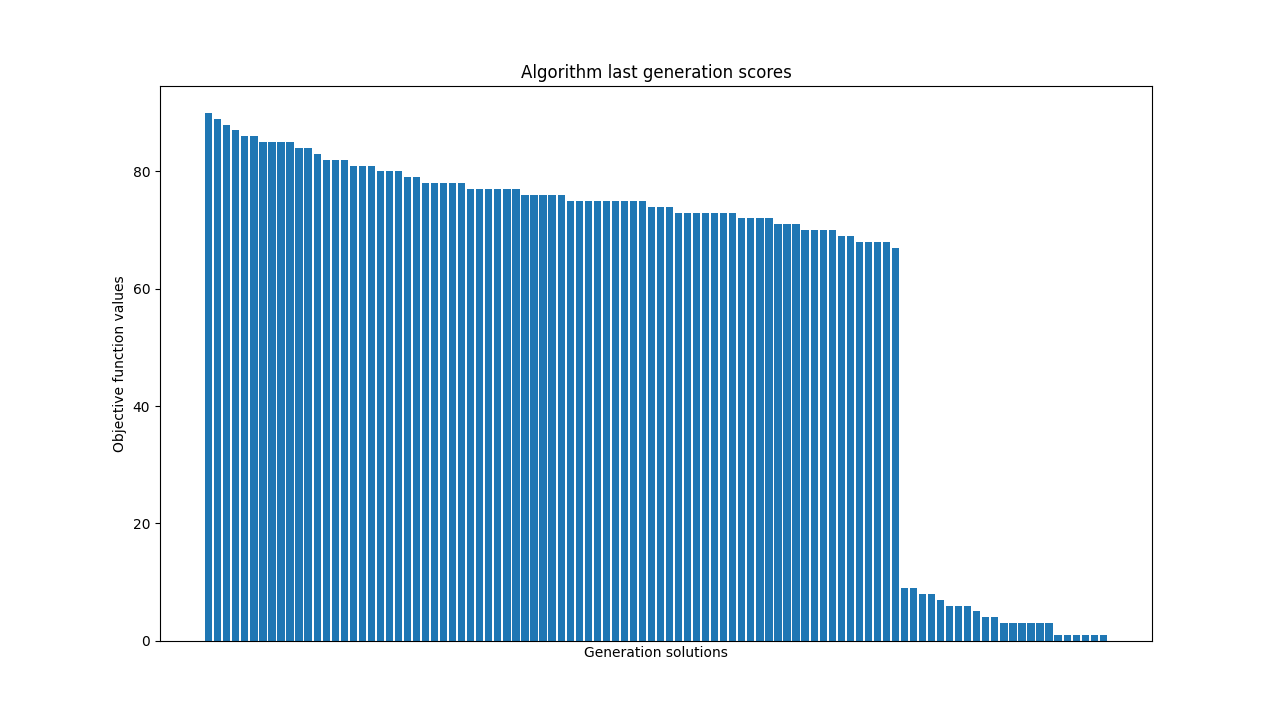 Algorithm last generation scores
Objective function values
80
60
40
20
0
Generation solutions